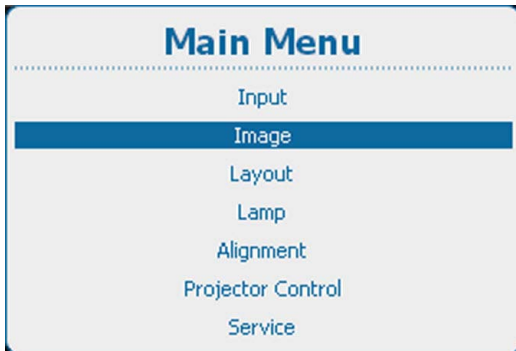 Main Menu
Input
Image
Layout
Lamp
Alignment
Projector Control
Service